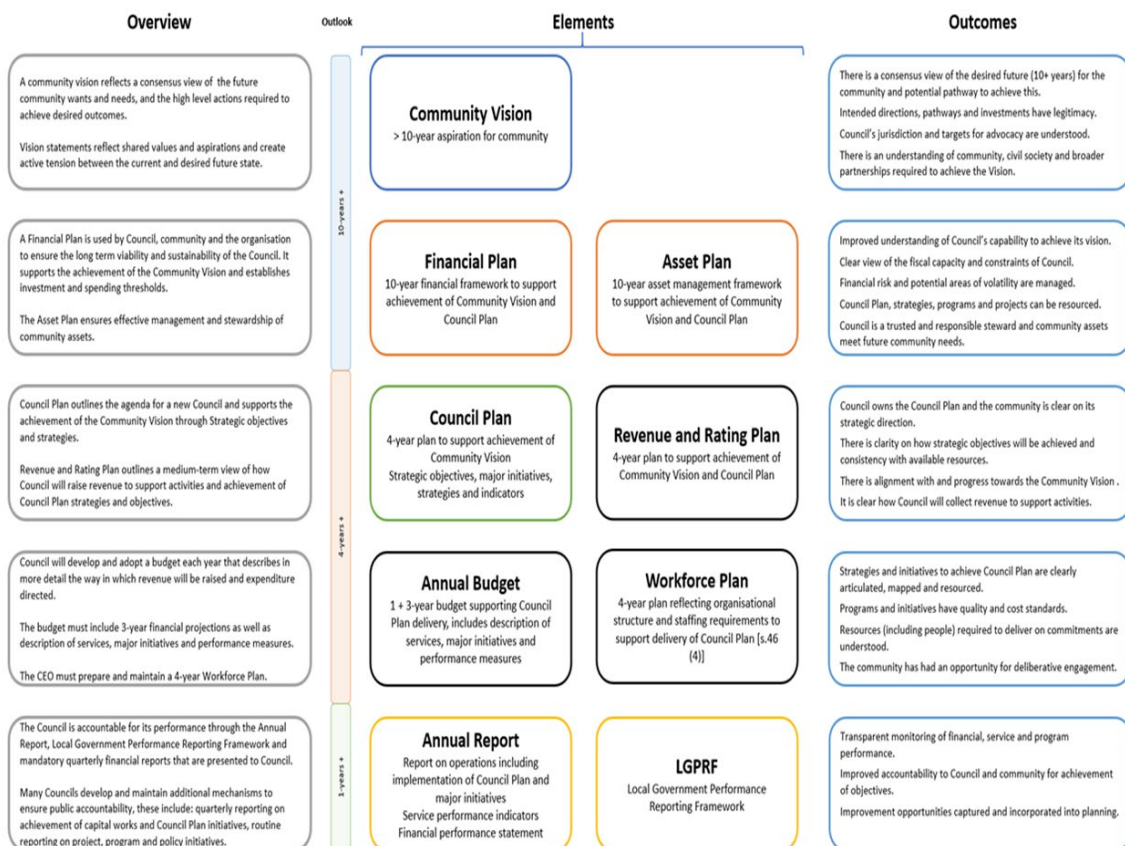 Overview
Outlook
Elements
Outcomes
A community vision reflects a consensus view of the future
community wants and needs, and the high level actions required to
achieve desired outcomes.
Vision statements reflect shared values and aspirations and create
active tension between the current and desired future state.
10-years +
Community Vision
> 10-year aspiration for community
There is a consensus view of the desired future (10+ years) for the
community and potential pathway to achieve this.
Intended directions, pathways and investments have legitimacy.
Council's jurisdiction and targets for advocacy are understood.
There is an understanding of community, civil society and broader
partnerships required to achieve the Vision.
A Financial Plan is used by Council, community and the organisation
to ensure the long term viability and sustainability of the Council. It
supports the achievement of the Community Vision and establishes
investment and spending thresholds.
The Asset Plan ensures effective management and stewardship of
community assets.
Financial Plan
10-year financial framework to support
achievement of Community Vision and
Council Plan
Asset Plan
10-year asset management framework
to support achievement of Community
Vision and Council Plan
Improved understanding of Council's capability to achieve its vision.
Clear view of the fiscal capacity and constraints of Council.
Financial risk and potential areas of volatility are managed.
Council Plan, strategies, programs and projects can be resourced.
Council is a trusted and responsible steward and community assets
meet future community needs.
Council Plan outlines the agenda for a new Council and supports the
achievement of the Community Vision through Strategic objectives
and strategies.
Revenue and Rating Plan outlines a medium-term view of how
Council will raise revenue to support activities and achievement of
Council Plan strategies and objectives.
4-years +
Council Plan
4-year plan to support achievement of
Community Vision
Strategic objectives, major initiatives,
strategies and indicators
Revenue and Rating Plan
4-year plan to support achievement of
Community Vision and Council Plan
Council owns the Council Plan and the community is clear on its
strategic direction.
There is clarity on how strategic objectives will be achieved and
consistency with available resources.
There is alignment with and progress towards the Community Vision .
It is clear how Council will collect revenue to support activities.
Council will develop and adopt a budget each year that describes in
more detail the way in which revenue will be raised and expenditure
directed.
The budget must include 3-year financial projections as well as
description of services, major initiatives and performance measures.
The CEO must prepare and maintain a 4-year Workforce Plan.
Annual Budget
1 + 3-year budget supporting Council
Plan delivery, includes description of
services, major initiatives and
performance measures
Workforce Plan
4-year plan reflecting organisational
structure and staffing requirements to
support delivery of Council Plan [s.46
(4)]
Strategies and initiatives to achieve Council Plan are clearly
articulated, mapped and resourced.
Programs and initiatives have quality and cost standards.
Resources (including people) required to deliver on commitments are
understood.
The community has had an opportunity for deliberative engagement.
The Council is accountable for its performance through the Annual
Report, Local Government Performance Reporting Framework and
mandatory quarterly financial reports that are presented to Council.
Many Councils develop and maintain additional mechanisms to
ensure public accountability, these include: quarterly reporting on
achievement of capital works and Council Plan initiatives, routine
reporting on project, program and policy initiatives.
1-years +
Annual Report
Report on operations including
implementation of Council Plan and
major initiatives
Service performance indicators
Financial performance statement
LGPRF
Local Government Performance
Reporting Framework
Transparent monitoring of financial, service and program
performance.
Improved accountability to Council and community for achievement
of objectives.
Improvement opportunities captured and incorporated into planning.